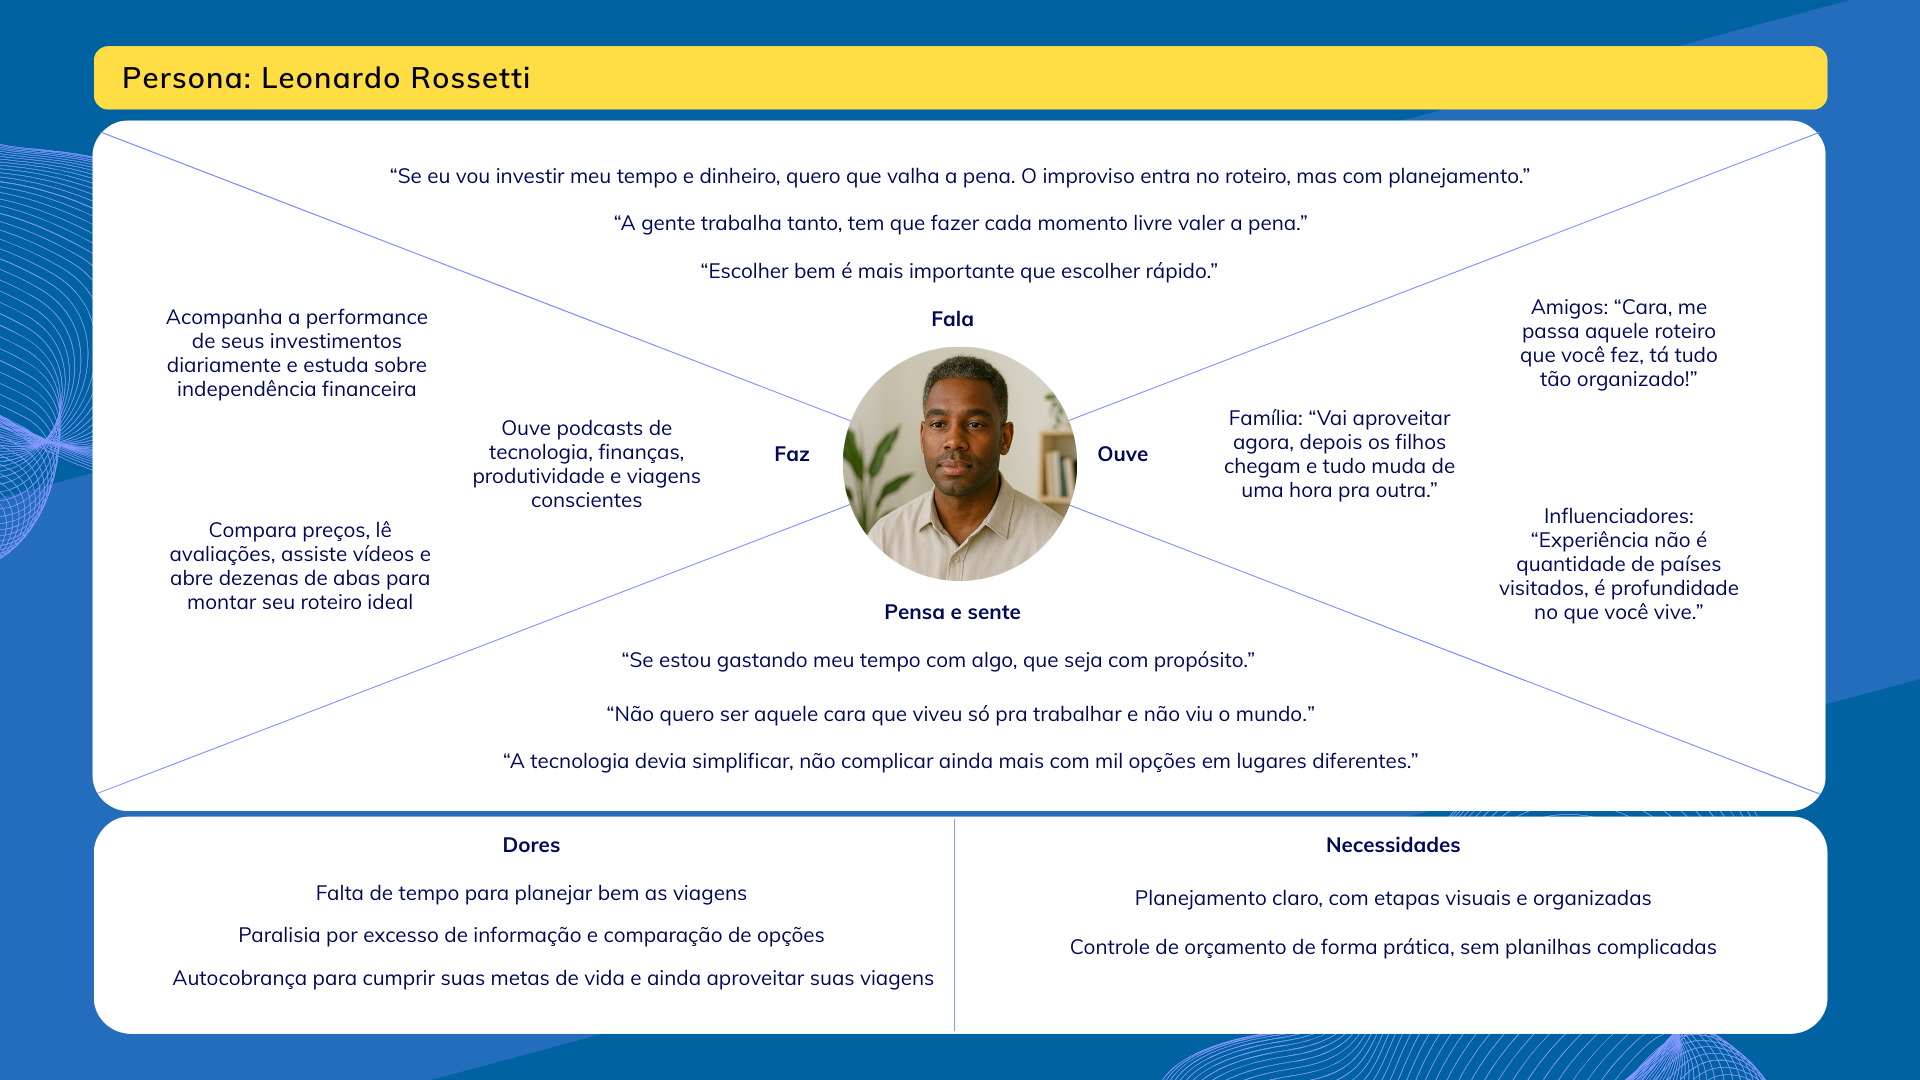 Persona: Leonardo Rossetti
“Se eu vou investir meu tempo e dinheiro, quero que valha a pena. O improviso entra no roteiro, mas com planejamento.”
“A gente trabalha tanto, tem que fazer cada momento livre valer a pena.”
“Escolher bem é mais importante que escolher rápido.”
Fala
Acompanha a performance
de seus investimentos
diariamente e estuda sobre
independência financeira
Ouve podcasts de
tecnologia, finanças,
produtividade e viagens
conscientes
Compara preços, lê
avaliações, assiste vídeos e
abre dezenas de abas para
montar seu roteiro ideal
Faz
Ouve
Família: “Vai aproveitar
agora, depois os filhos
chegam e tudo muda de
uma hora pra outra.”
Amigos: “Cara, me
passa aquele roteiro
que você fez, tá tudo
tão organizado!”
Influenciadores:
“Experiência não é
quantidade de países
visitados, é profundidade
no que você vive.”
Pensa e sente
“Se estou gastando meu tempo com algo, que seja com propósito.”
“Não quero ser aquele cara que viveu só pra trabalhar e não viu o mundo.”
“A tecnologia devia simplificar, não complicar ainda mais com mil opções em lugares diferentes.”
Dores
Falta de tempo para planejar bem as viagens
Paralisia por excesso de informação e comparação de opções
Autocobrança para cumprir suas metas de vida e ainda aproveitar suas viagens
Necessidades
Planejamento claro, com etapas visuais e organizadas
Controle de orçamento de forma prática, sem planilhas complicadas